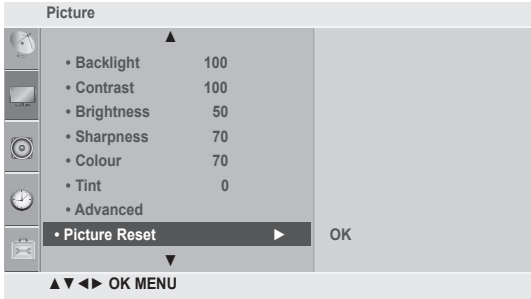 Picture
▲
• Backlight 100
• Contrast 100
• Brightness 50
• Sharpness 70
• Colour 70
• Tint 0
• Advanced
• Picture Reset ► OK
▼
▲▼◄► OK MENU